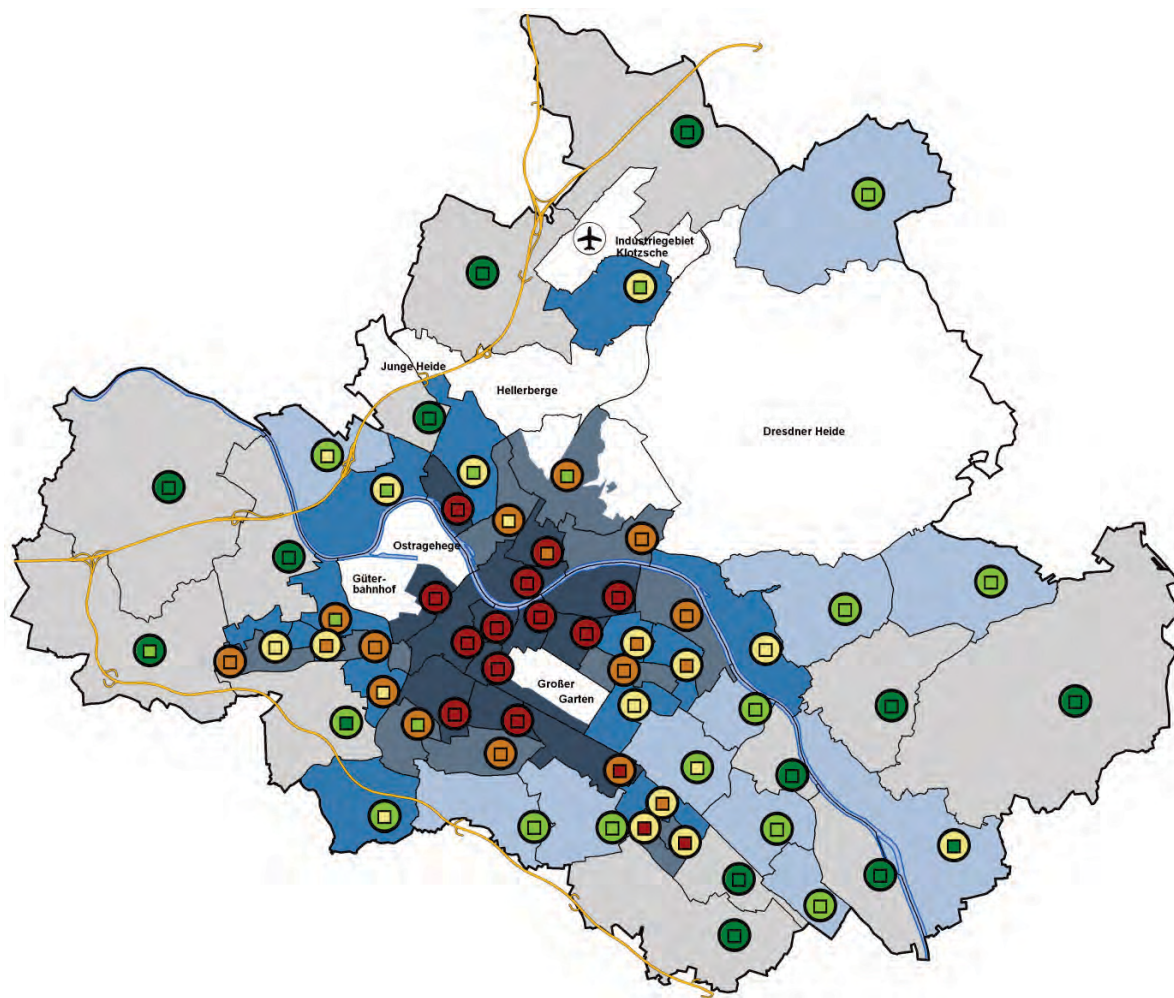 Industriegebiet
Klotzsche
Junge Heide
Hellerberge
Dresdner Heide
Ostragehege
Güter-
bahnhof
Großer
Garten